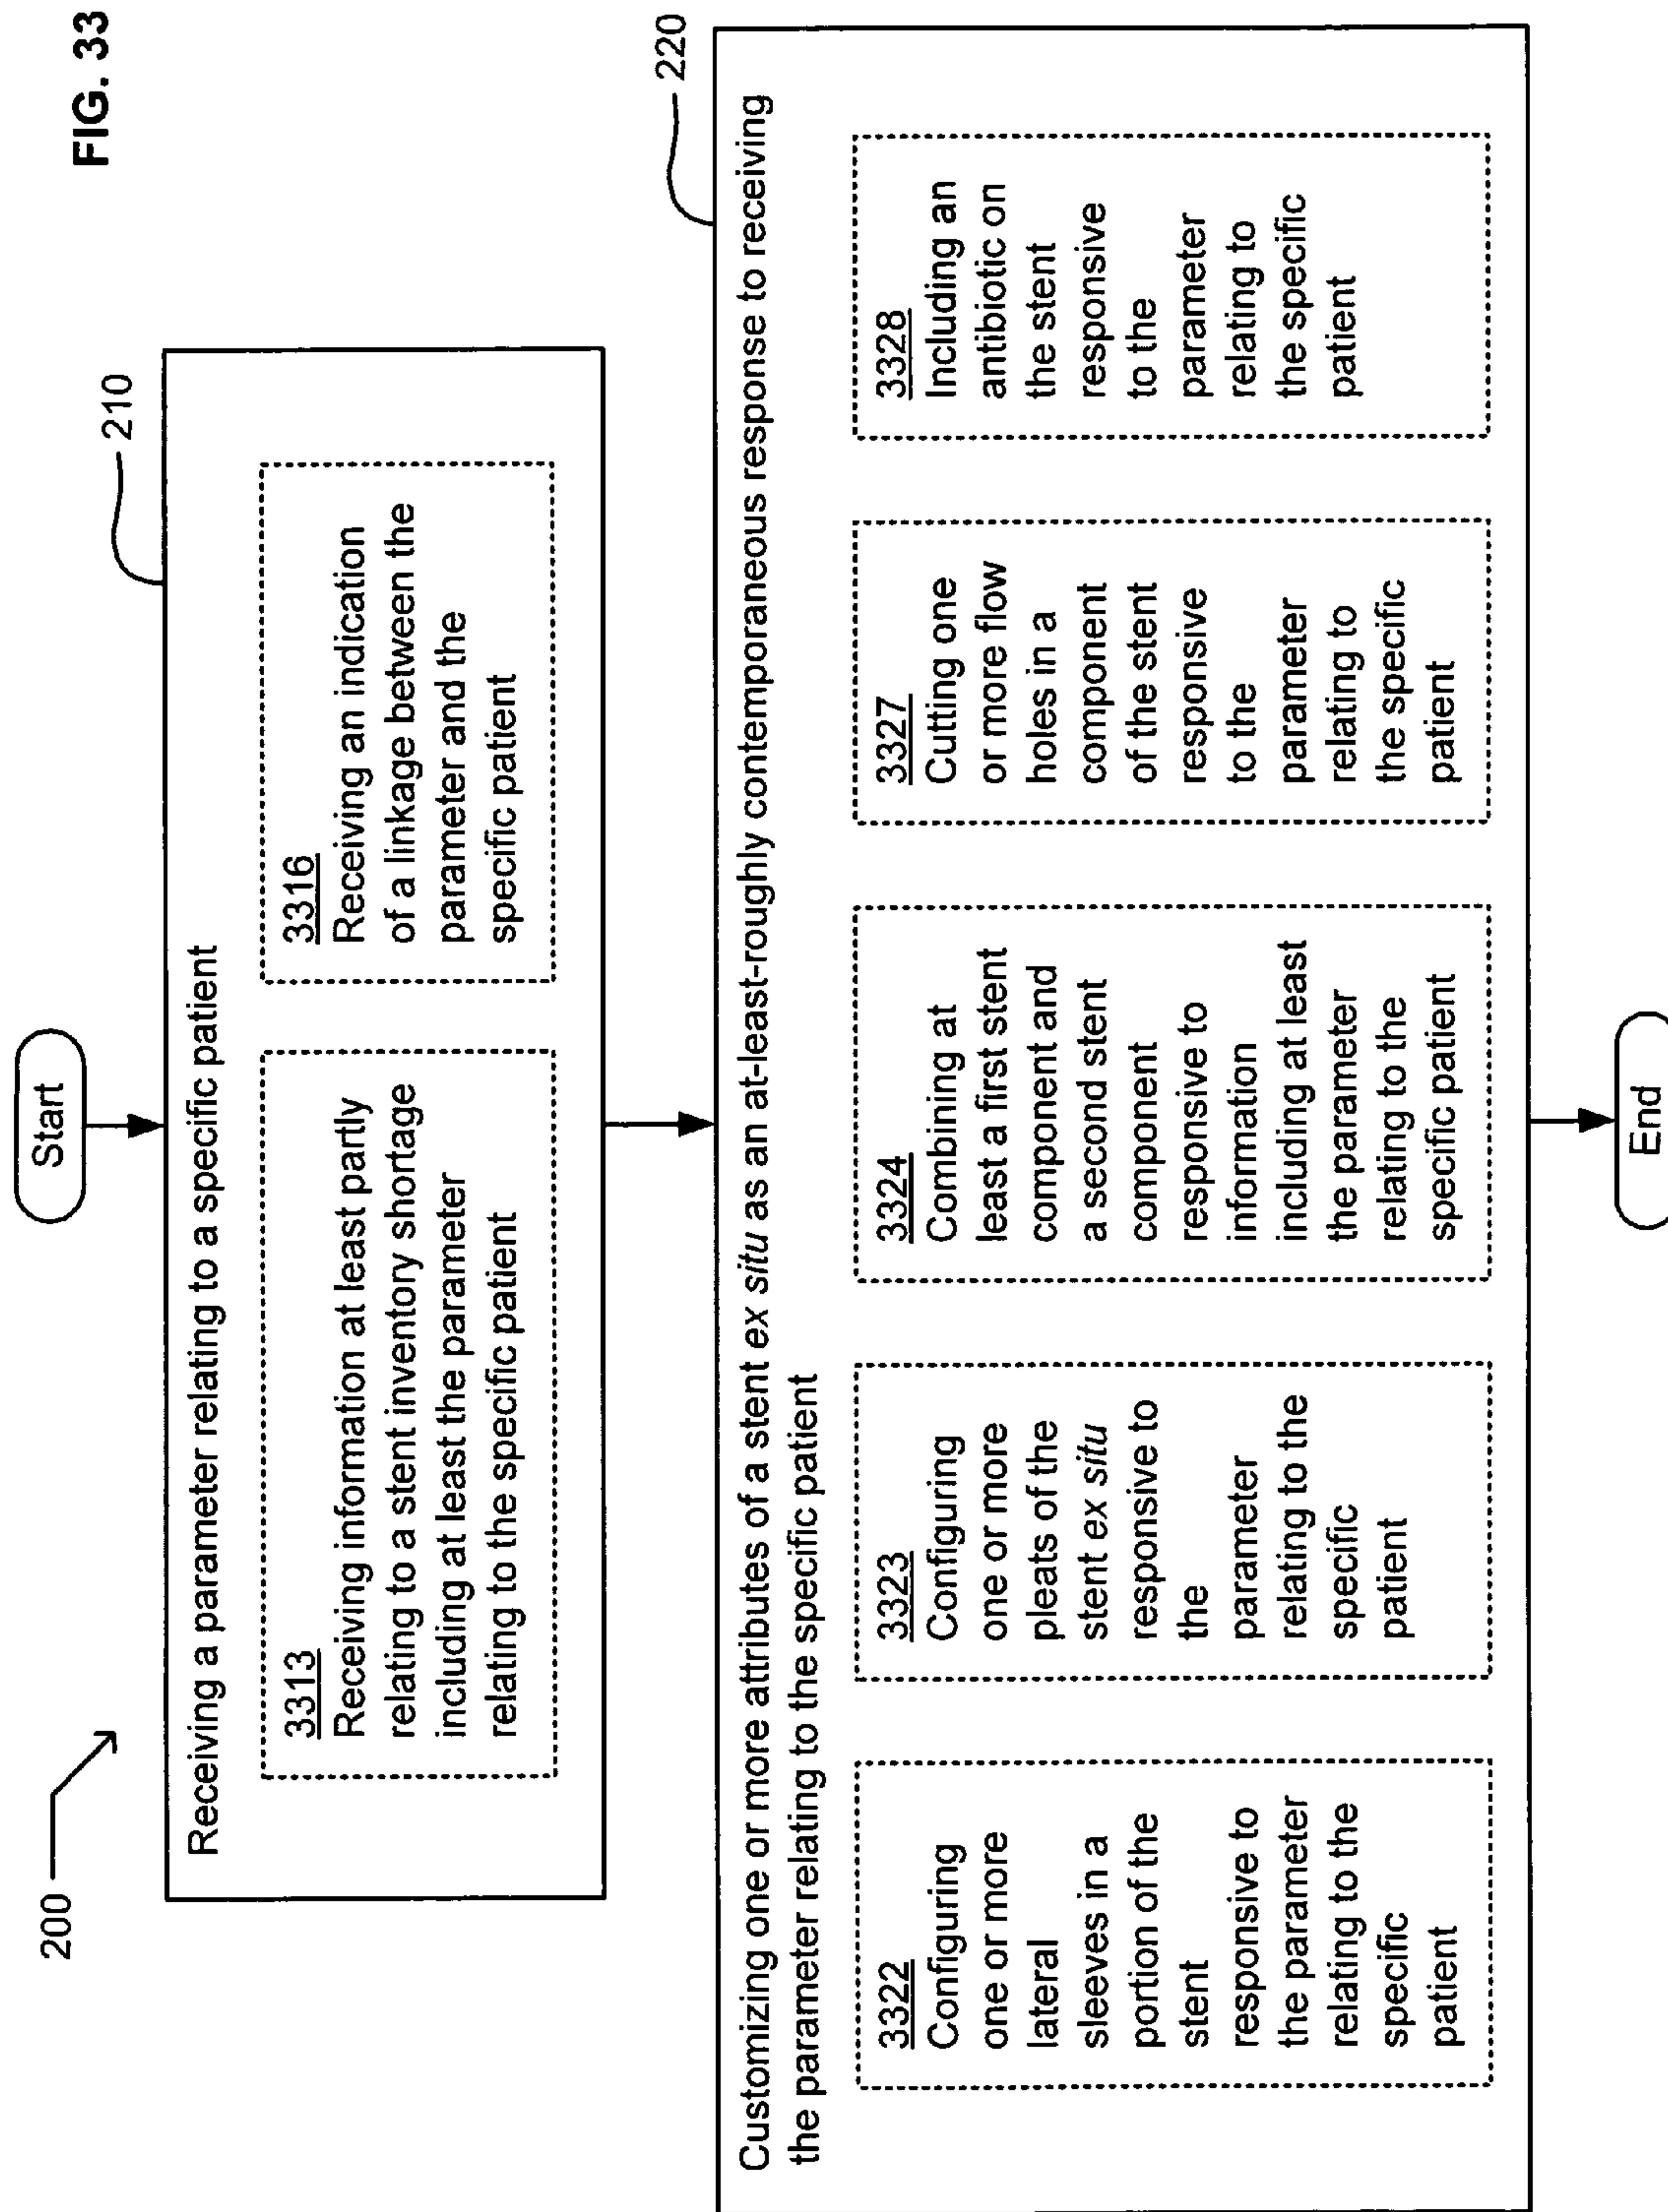 FIG. 33
200
Start
210
Receiving a parameter relating to a specific patient
3313
Receiving information at least partly
relating to a stent inventory shortage
including at least the parameter
relating to the specific patient
3316
Receiving an indication
of a linkage between the
parameter and the
specific patient
220
Customizing one or more attributes of a stent ex situ as an at-least-roughly contemporaneous response to receiving
the parameter relating to the specific patient
3322
Configuring
one or more
lateral
sleeves in a
portion of the
stent
responsive to
the parameter
relating to the
specific
patient
3323
Configuring
one or more
pleats of the
stent ex situ
responsive to
the
parameter
relating to the
specific
patient
3324
Combining at
least a first stent
component and
a second stent
component
responsive to
information
including at least
the parameter
relating to the
specific patient
3327
Cutting one
or more flow
holes in a
component
of the stent
responsive
to the
parameter
relating to
the specific
patient
3328
Including an
antibiotic on
the stent
responsive
to the
parameter
relating to
the specific
patient
End